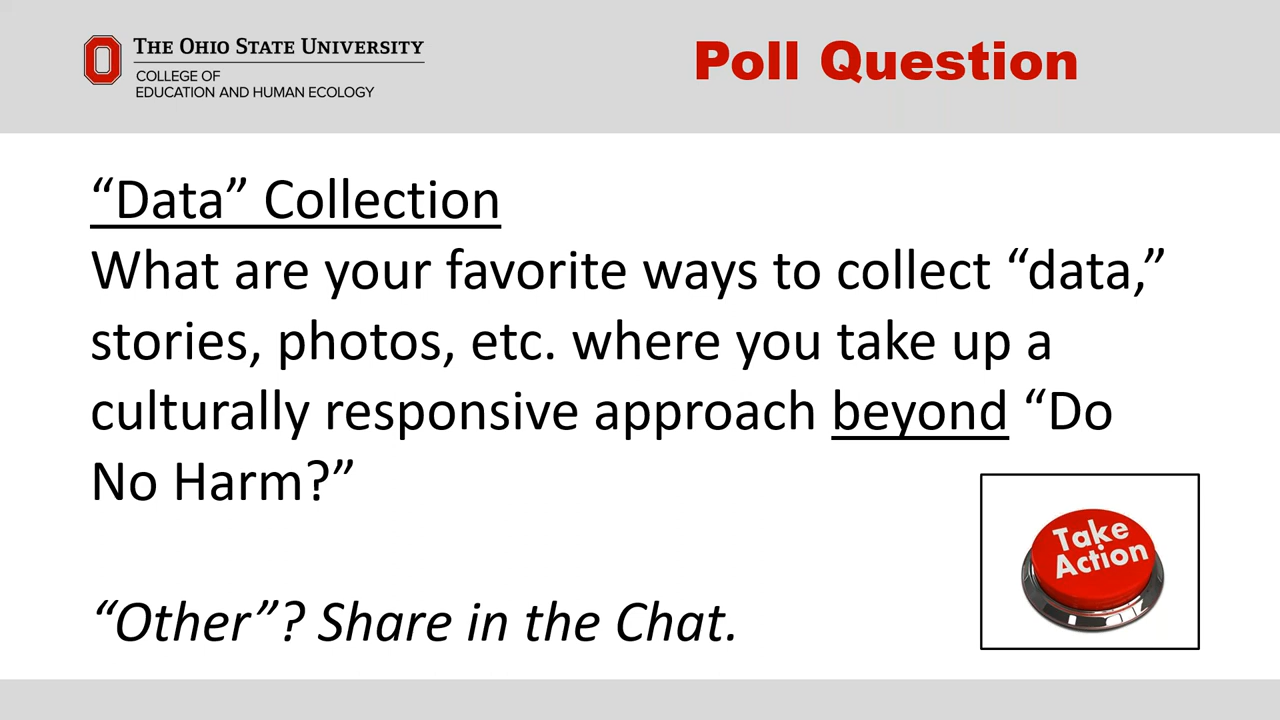 THE OHIO STATE UNIVERSITY
COLLEGE OF
EDUCATION AND HUMAN ECOLOGY
Poll Question
“Data” Collection
What are your favorite ways to collect “data,”
stories, photos, etc. where you take up a
culturally responsive approach beyond “Do
No Harm?”
Take
Action
“Other”? Share in the Chat.